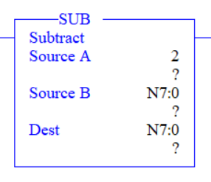 SUB
Subtract
Source A 2
?
Source B N7:0
?
Dest N7:0
?